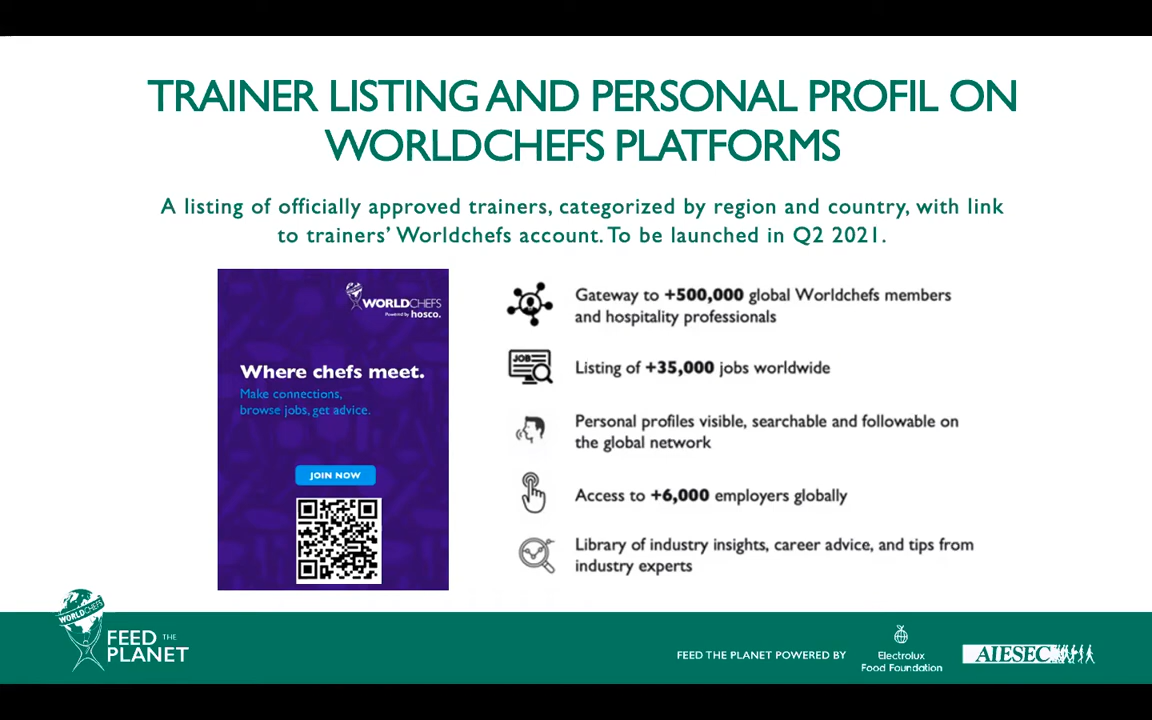 TRAINER LISTING AND PERSONAL PROFIL ON
WORLDCHEFS PLATFORMS
A listing of officially approved trainers, categorized by region and country, with link
to trainers' Worldchefs account. To be launched in Q2 2021.
WORLDCHEFS
Powered by hosco.
Where chefs meet.
Make connections,
browse jobs, get advice.
JOIN NOW
Gateway to +500,000 global Worldchefs members
and hospitality professionals
JOB
Listing of +35,000 jobs worldwide
Personal profiles visible, searchable and followable on
the global network
Access to +6,000 employers globally
Library of industry insights, career advice, and tips from
industry experts
WORLDCHEFS
FEED THE
PLANET
FEED THE PLANET POWERED BY
Electrolux
Food Foundation
AIESEC